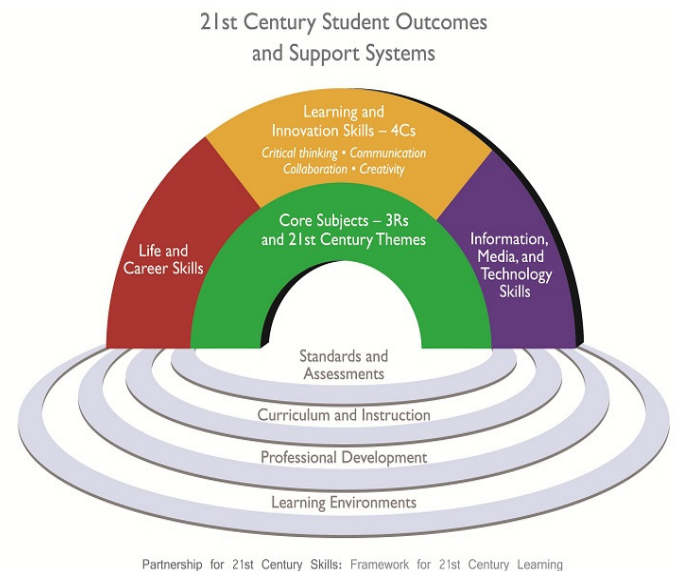 21st Century Student Outcomes
and Support Systems
Learning and
Innovation Skills – 4Cs
Critical thinking • Communication
Collaboration • Creativity
Core Subjects – 3Rs
and 21st Century Themes
Life and
Career Skills
Information,
Media, and
Technology
Skills
Standards and
Assessments
Curriculum and Instruction
Professional Development
Learning Environments
Partnership for 21st Century Skills: Framework for 21st Century Learning